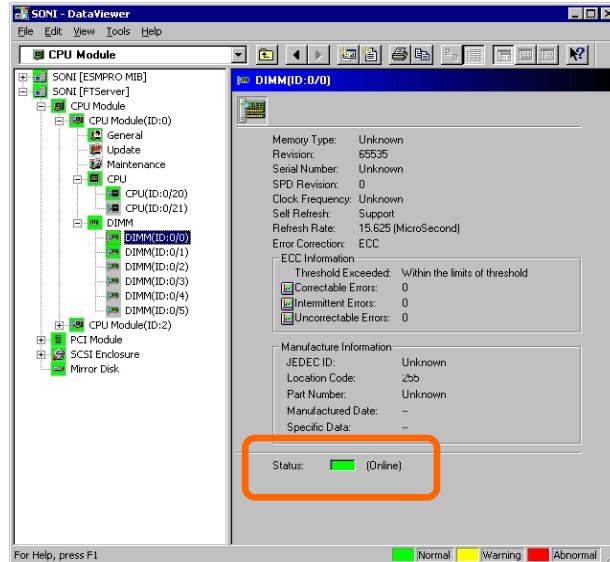 SONI - DataViewer
File Edit View Tools Help
CPU Module
SONI [ESMPRO MIB]
SONI [FTServer]
CPU Module
CPU Module(ID:0)
General
Update
Maintenance
CPU
CPU(ID:0/20)
CPU(ID:0/21)
DIMM
DIMM(ID:0/0)
DIMM(ID:0/1)
DIMM(ID:0/2)
DIMM(ID:0/3)
DIMM(ID:0/4)
DIMM(ID:0/5)
CPU Module(ID:2)
PCI Module
SCSI Enclosure
Mirror Disk
DIMM(ID:0/0)
Memory Type: Unknown
Revision: 65535
Serial Number: Unknown
SPD Revision: 0
Clock Frequency: Unknown
Self Refresh: Support
Refresh Rate: 15.625 (MicroSecond)
Error Correction: ECC
ECC Information
Threshold Exceeded: Within the limits of threshold
Correctable Errors: 0
Intermittent Errors: 0
Uncorrectable Errors: 0
Manufacture Information
JEDEC ID: Unknown
Location Code: 255
Part Number: Unknown
Manufactured Date: --
Specific Data: --
Status: (Online)
For Help, press F1
Normal Warning Abnormal